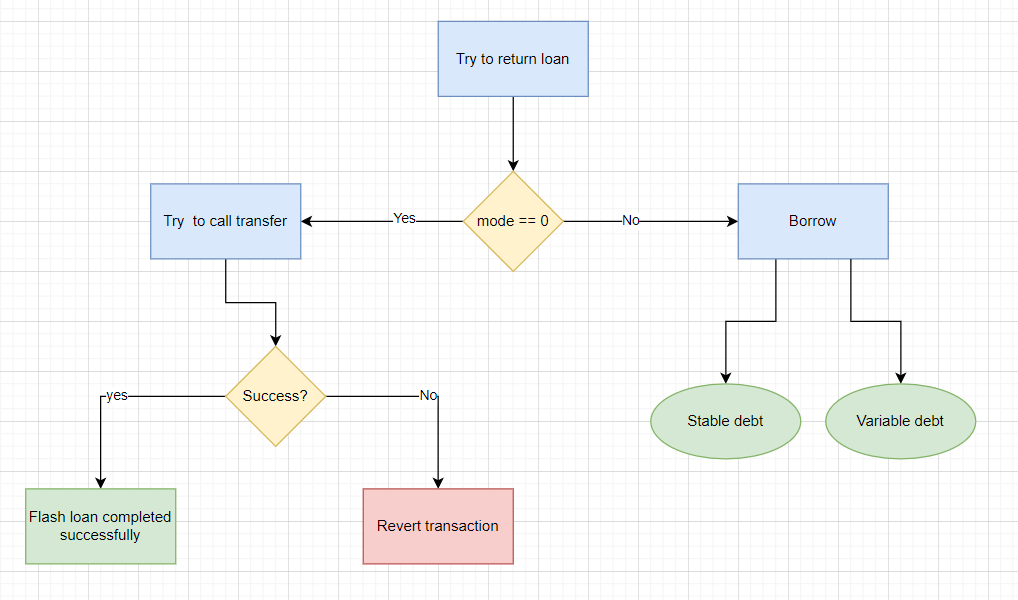 Try to return loan
Try  to call transfer
Yes
mode == 0
No
Borrow
yes
Success?
No
Stable debt
Variable debt
Flash loan completed
successfully
Revert transaction